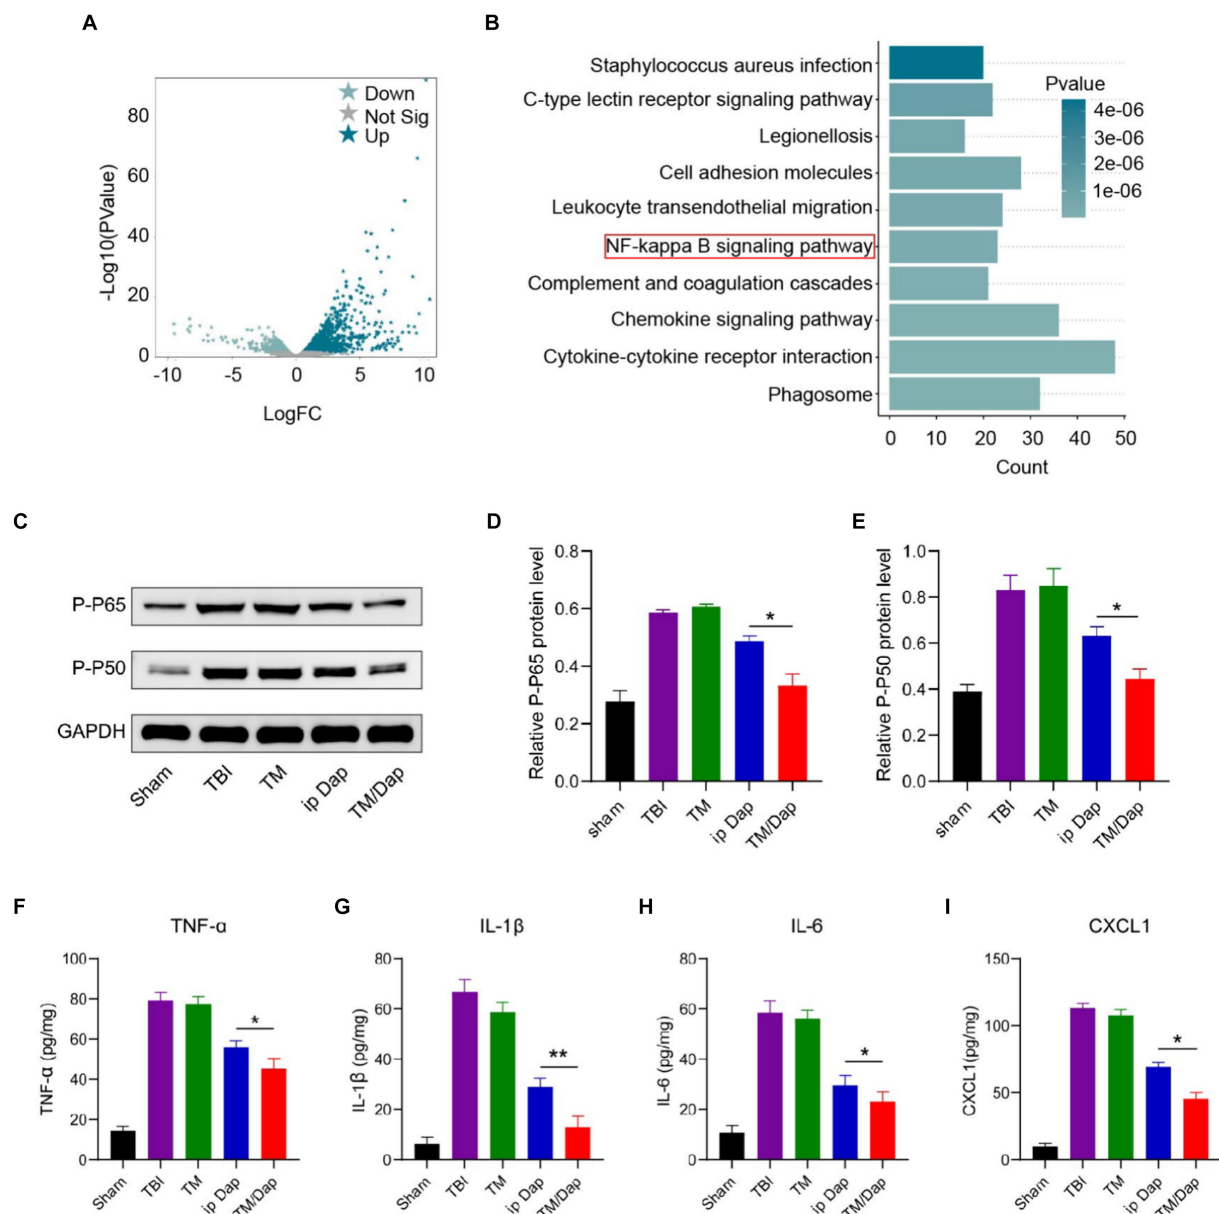 A
Down
Not Sig
Up
80
60
40
20
0
-10
-5
0
5
10
-Log10(PValue)
LogFC
B
Staphylococcus aureus infection
C-type lectin receptor signaling pathway
Legionellosis
Cell adhesion molecules
Leukocyte transendothelial migration
NF-kappa B signaling pathway
Complement and coagulation cascades
Chemokine signaling pathway
Cytokine-cytokine receptor interaction
Phagosome
Pvalue
4e-06
3e-06
2e-06
1e-06
0 10 20 30 40 50
Count
C
P-P65
P-P50
GAPDH
Sham TBI TM ip Dap TM/Dap
D
Relative P-P65 protein level
0.8
0.6
0.4
0.2
0.0
*
sham TBI TM ip Dap TM/Dap
E
Relative P-P50 protein level
1.0
0.8
0.6
0.4
0.2
0.0
*
sham TBI TM ip Dap TM/Dap
F
TNF-α
TNF-α (pg/mg)
100
80
60
40
20
0
*
Sham TBI TM ip Dap TM/Dap
G
IL-1β
IL-1β (pg/mg)
80
60
40
20
0
**
Sham TBI TM ip Dap TM/Dap
H
IL-6
IL-6 (pg/mg)
80
60
40
20
0
*
Sham TBI TM ip Dap TM/Dap
I
CXCL1
CXCL1(pg/mg)
150
100
50
0
*
Sham TBI TM ip Dap TM/Dap